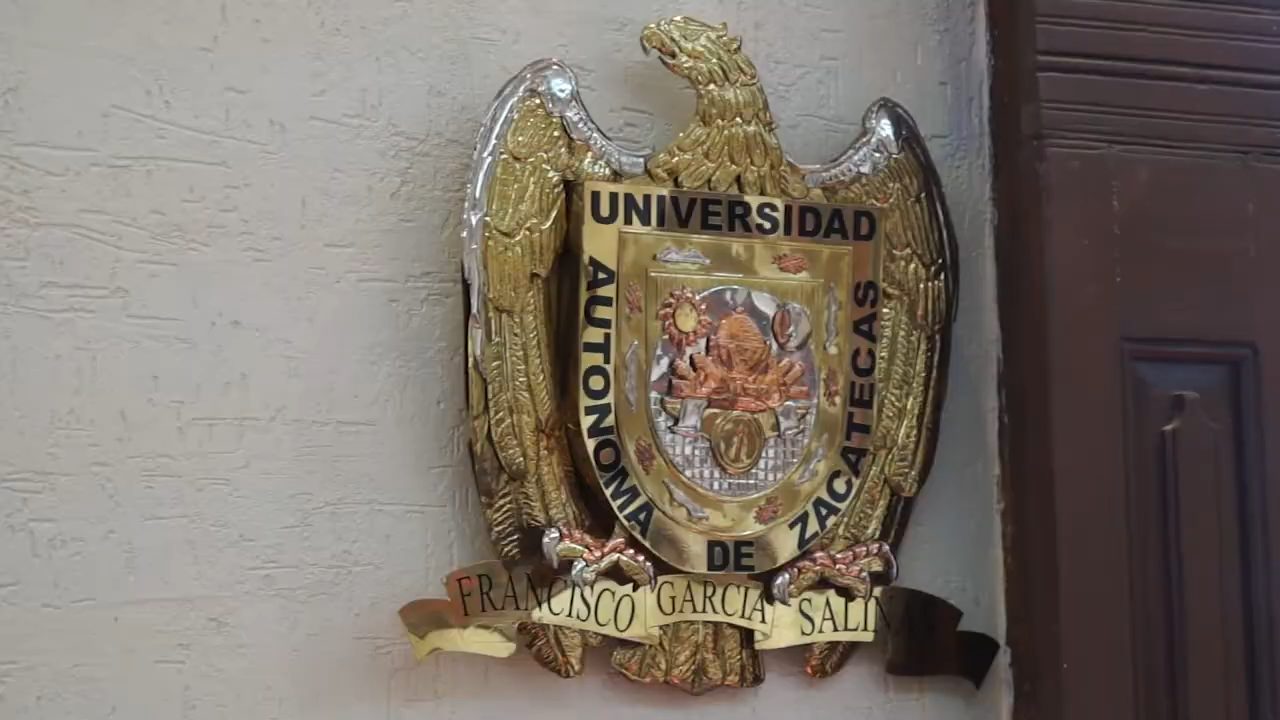 UNIVERSIDAD
AUTONOMA
DE
ZACATECAS
FRANCISCO GARCIA